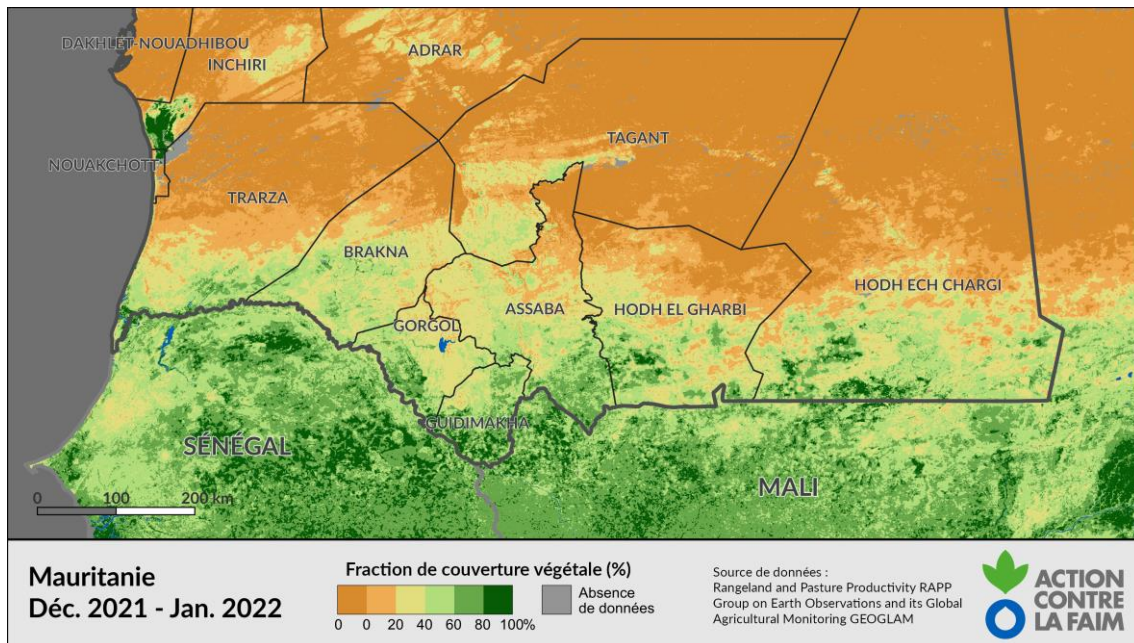 DAKHLET-NOUADHIBOU
INCHIRI
ADRAR
NOUAKCHOTT
TAGANT
TRARZA
BRAKNA
HODH ECH CHARGI
ASSABA
HODH EL GHARBI
GORGOL
GUIDIMAKHA
SÉNÉGAL
MALI
0 100 200 km
Mauritanie
Déc. 2021 - Jan. 2022
Fraction de couverture végétale (%)
0 0 20 40 60 80 100%
Absence
de données
Source de données :
Rangeland and Pasture Productivity RAPP
Group on Earth Observations and its Global
Agricultural Monitoring GEOGLAM
ACTION
CONTRE
LA FAIM